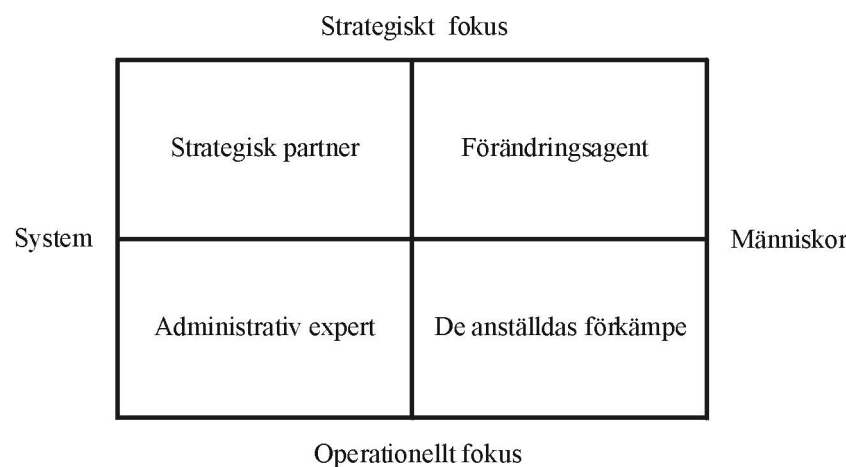 Strategiskt fokus
Strategisk partner
Förändringsagent
System
Människor
Administrativ expert
De anställdas förkämpe
Operationellt fokus